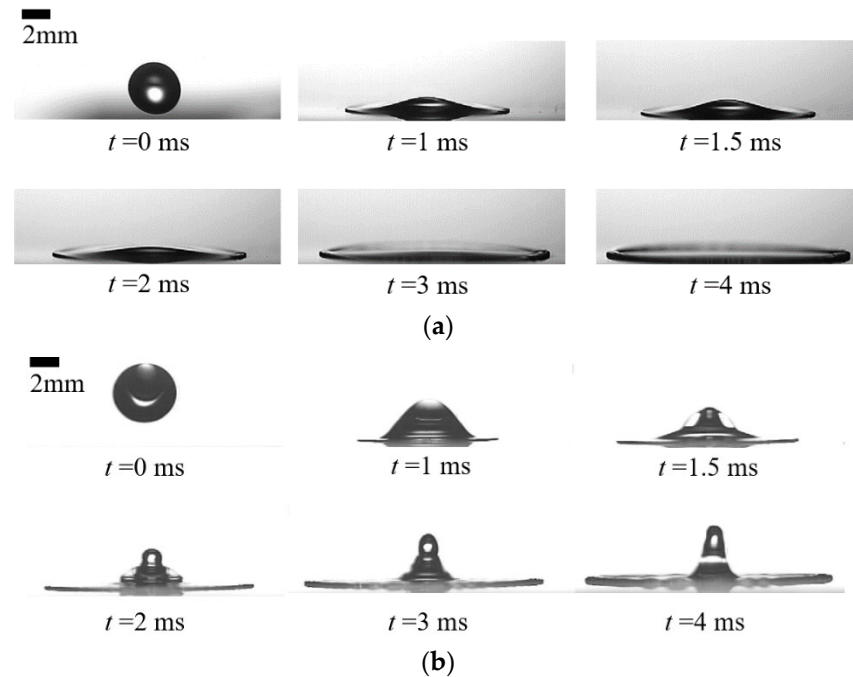 2mm
t =0 ms
t =1 ms
t =1.5 ms
t =2 ms
t =3 ms
t =4 ms
(a)
2mm
t =0 ms
t =1 ms
t =1.5 ms
t =2 ms
t =3 ms
t =4 ms
(b)